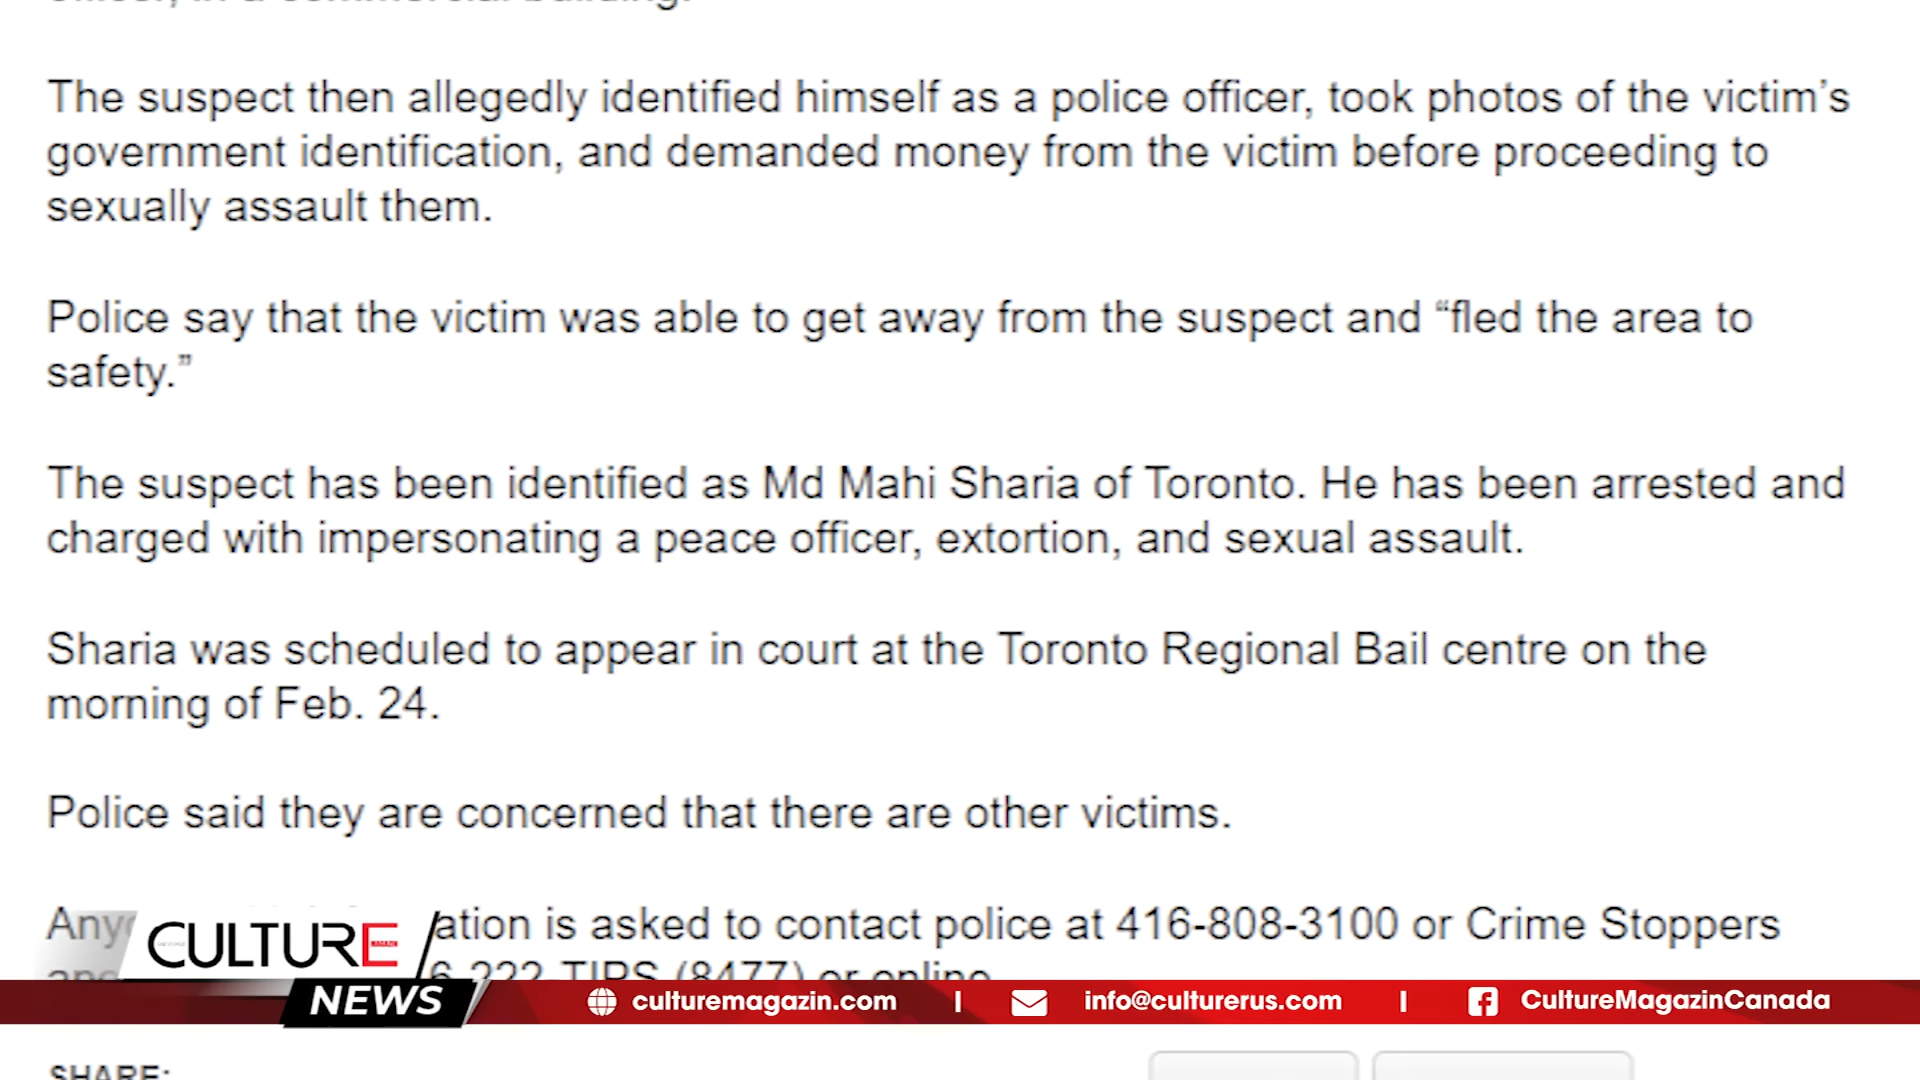 The suspect then allegedly identified himself as a police officer, took photos of the victim’s
government identification, and demanded money from the victim before proceeding to
sexually assault them.
Police say that the victim was able to get away from the suspect and “fled the area to
safety.”
The suspect has been identified as Md Mahi Sharia of Toronto. He has been arrested and
charged with impersonating a peace officer, extortion, and sexual assault.
Sharia was scheduled to appear in court at the Toronto Regional Bail centre on the
morning of Feb. 24.
Police said they are concerned that there are other victims.
is asked to contact police at 416-808-3100 or Crime Stoppers
222-TIPS (8477) or online
CULTURE
NEWS
culturemagazin.com | info@culturerus.com | CultureMagazinCanada
SHARE: